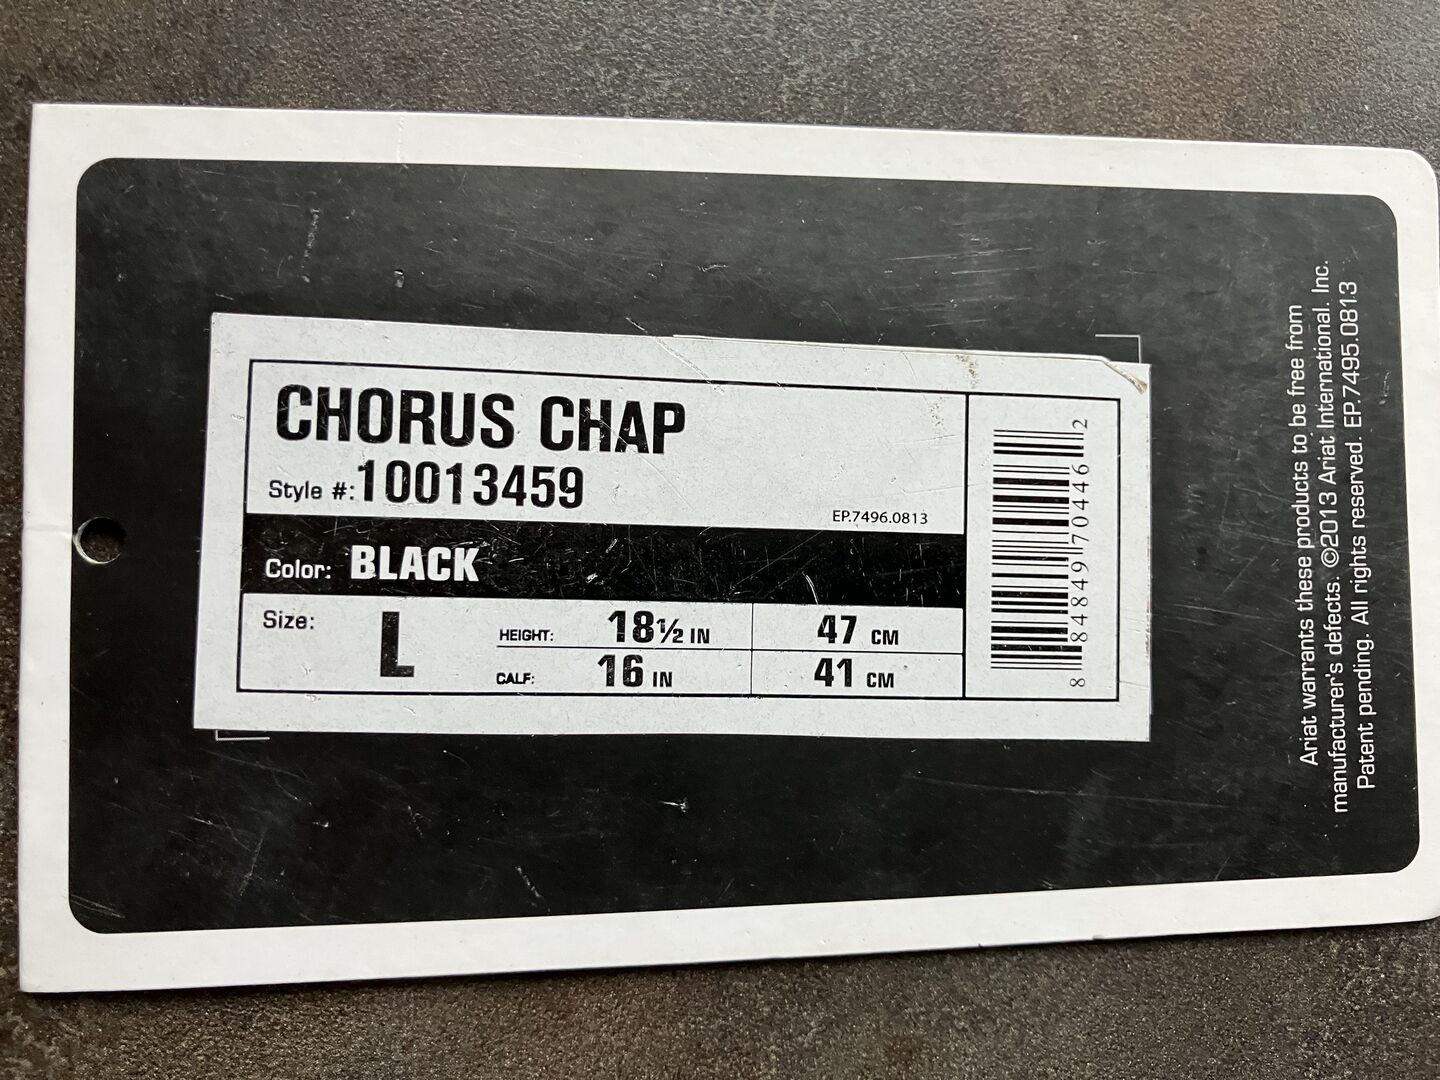 CHORUS CHAP
Style #: 10013459
EP.7496.0813
Color: BLACK
Size: L
HEIGHT: 18½ IN 47 CM
CALF: 16 IN 41 CM
8 84849 70446 2
Ariat warrants these products to be free from
manufacturer's defects. ©2013 Ariat International. Inc.
Patent pending. All rights reserved. EP.7495.0813